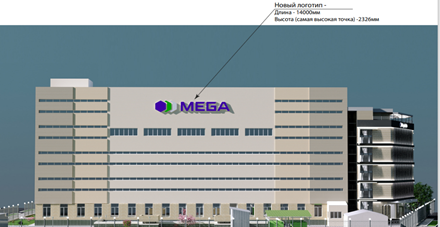 Новый логотип -
Длина - 14000мм
Высота (самая высокая точка) -2326мм
MEGA